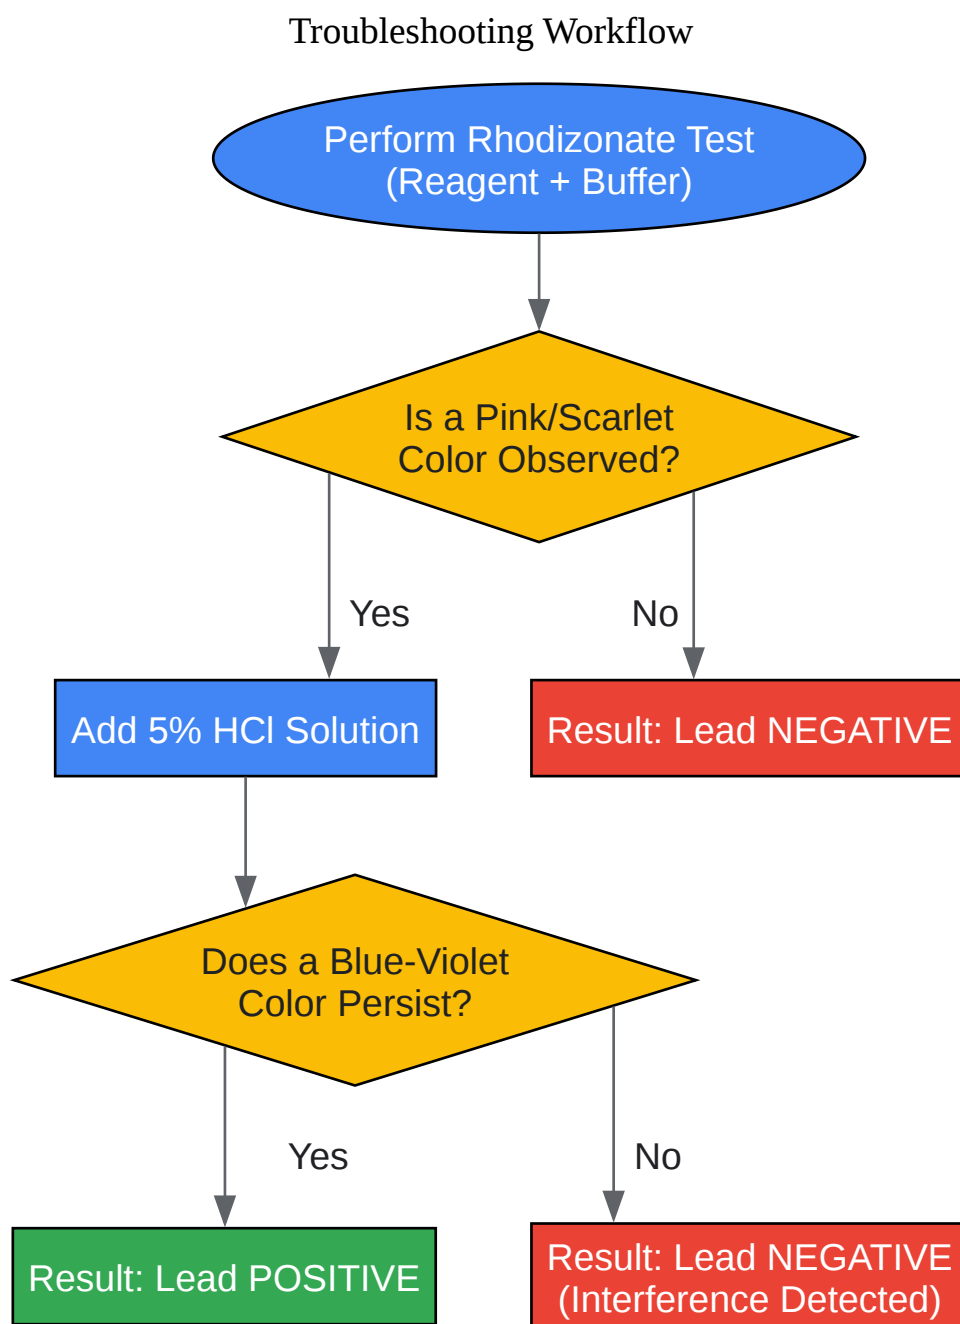 Troubleshooting Workflow
Perform Rhodizonate Test
(Reagent + Buffer)
Is a Pink/Scarlet
Color Observed?
Yes
No
Add 5% HCl Solution
Result: Lead NEGATIVE
Does a Blue-Violet
Color Persist?
Yes
No
Result: Lead POSITIVE
Result: Lead NEGATIVE
(Interference Detected)